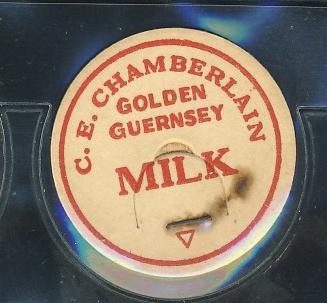 C. E. CHAMBERLAIN
GOLDEN
GUERNSEY
MILK